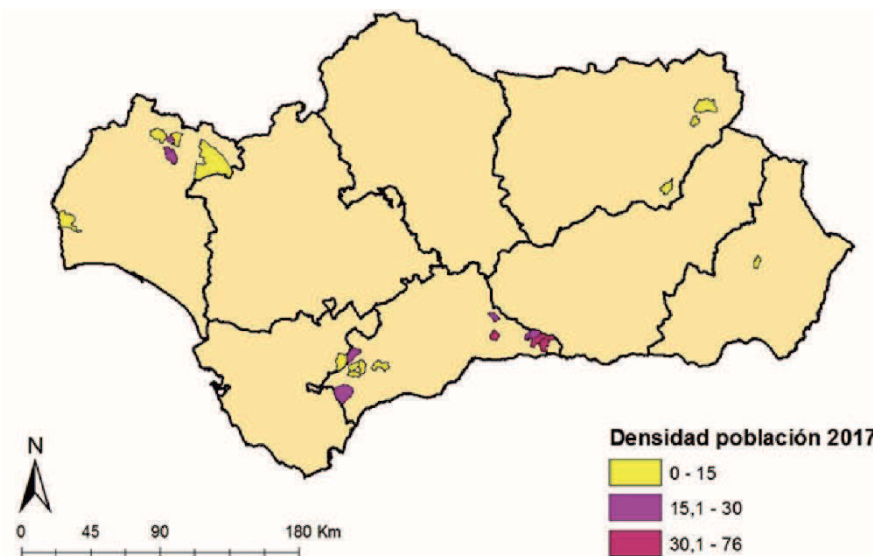 Densidad población 2017
0 - 15
15,1 - 30
30,1 - 76
N
0 45 90 180 Km